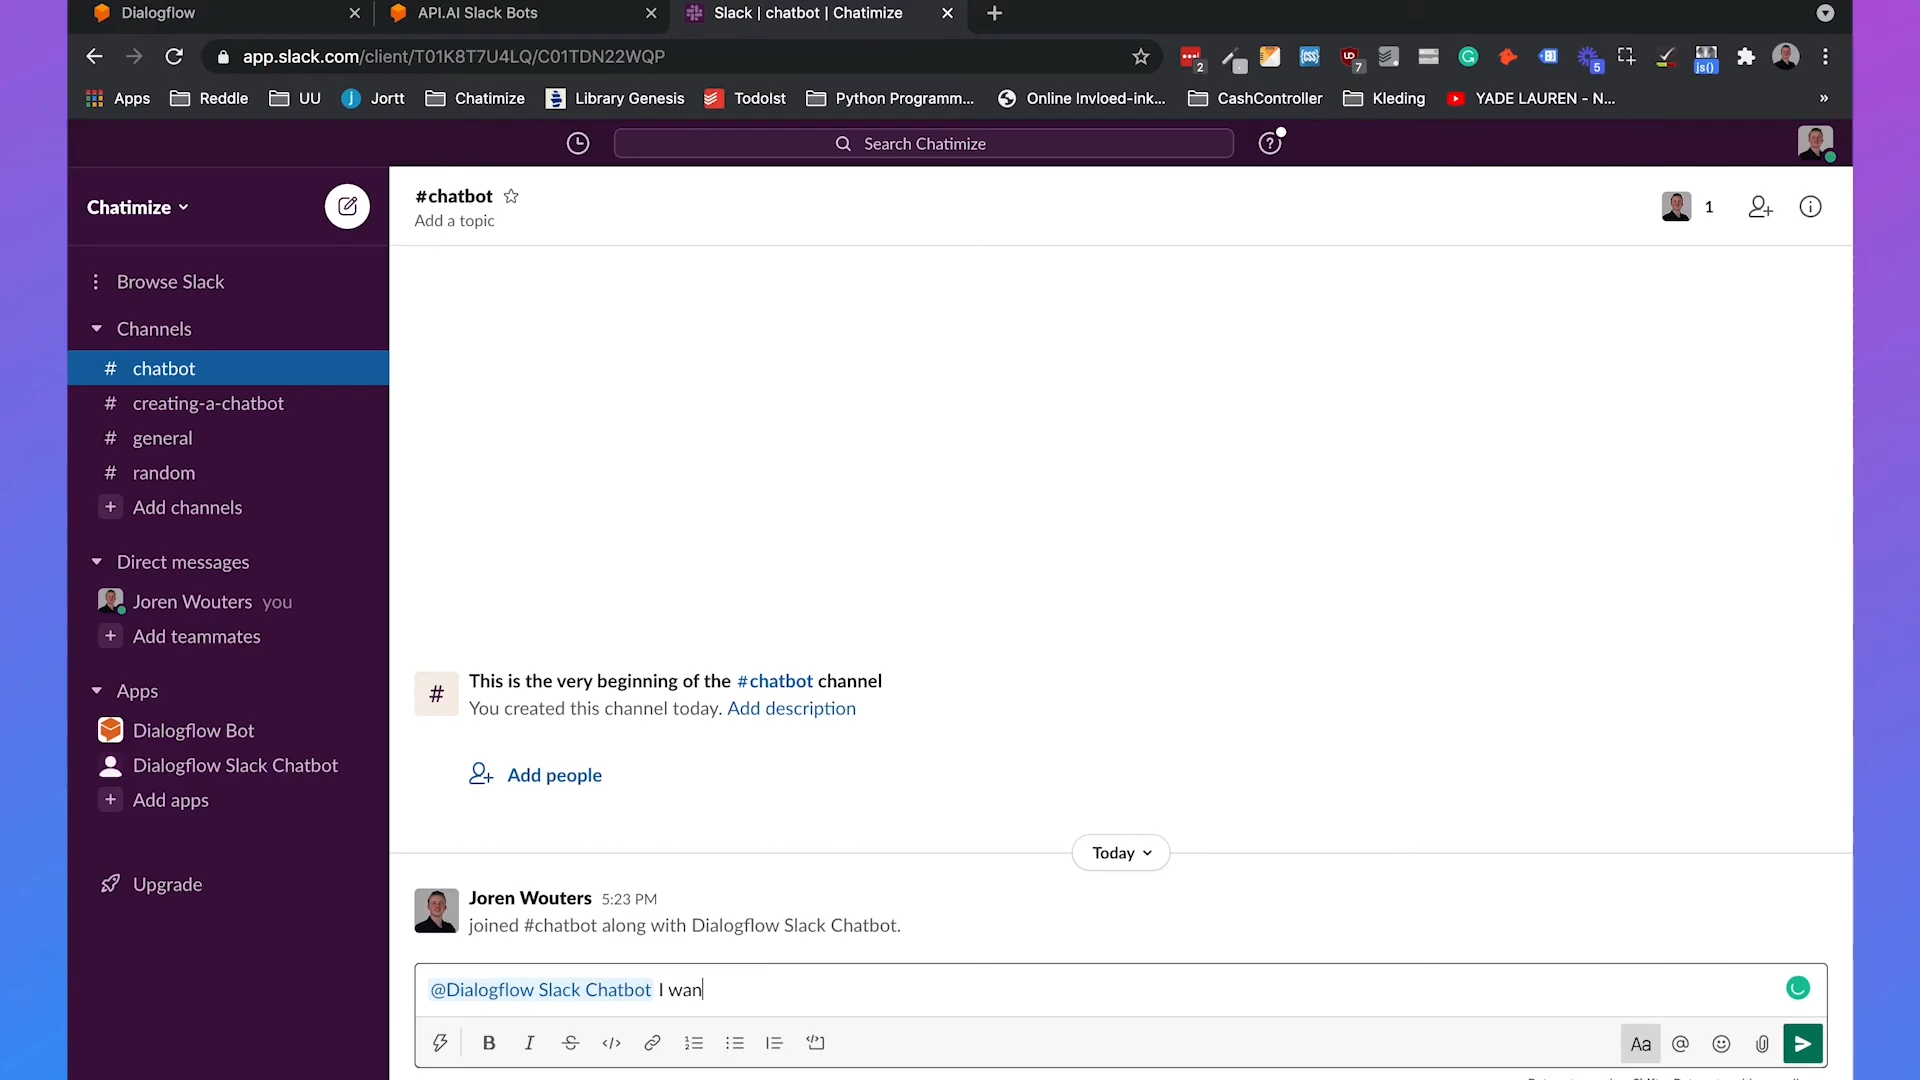 Dialogflow
API.AI Slack Bots
Slack | chatbot | Chatimize
app.slack.com/client/T01K8T7U4LQ/C01TDN22WQP
2
7
5
js()
Apps
Reddle
UU
Jortt
Chatimize
Library Genesis
TodoIst
Python Programm...
Online Invloed-ink...
CashController
Kleding
YADE LAUREN - N...
»
Search Chatimize
Chatimize
#chatbot
Add a topic
1
Browse Slack
Channels
# chatbot
# creating-a-chatbot
# general
# random
+ Add channels
Direct messages
Joren Wouters you
+ Add teammates
Apps
Dialogflow Bot
Dialogflow Slack Chatbot
+ Add apps
Upgrade
# This is the very beginning of the #chatbot channel
You created this channel today. Add description
Add people
Today
Joren Wouters 5:23 PM
joined #chatbot along with Dialogflow Slack Chatbot.
@Dialogflow Slack Chatbot I wan
B I S </>
Aa @